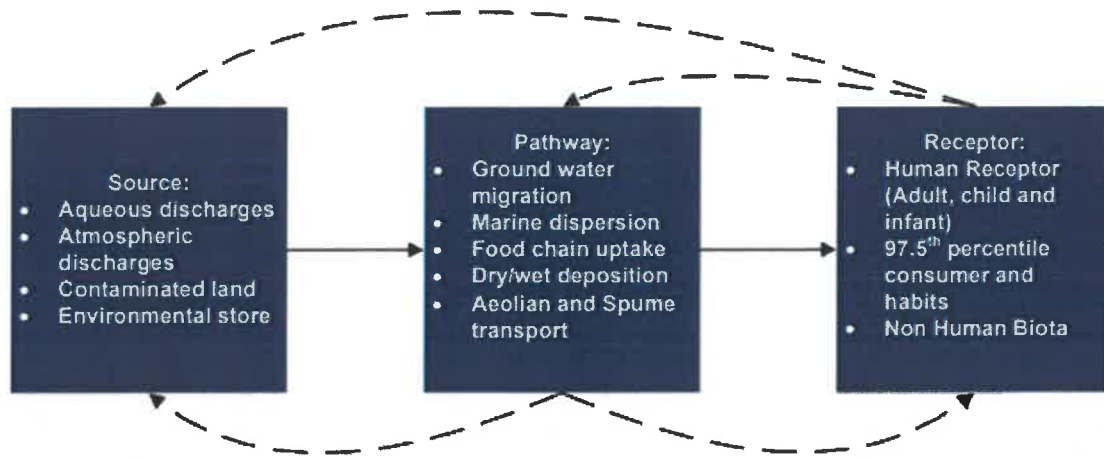 Source:
• Aqueous discharges
• Atmospheric
discharges
• Contaminated land
• Environmental store
Pathway:
• Ground water
migration
• Marine dispersion
• Food chain uptake
• Dry/wet deposition
• Aeolian and Spume
transport
Receptor:
• Human Receptor
(Adult, child and
infant)
• 97.5th percentile
consumer and
habits
• Non Human Biota